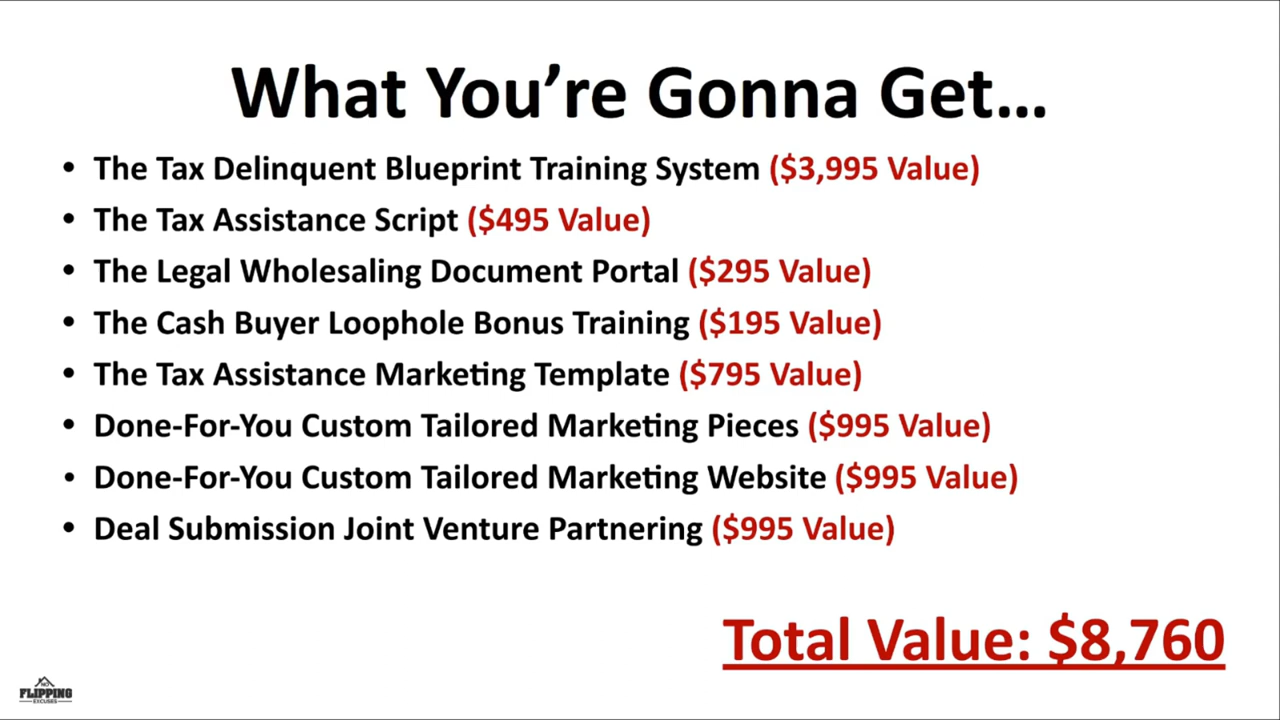 What You’re Gonna Get...
• The Tax Delinquent Blueprint Training System ($3,995 Value)
• The Tax Assistance Script ($495 Value)
• The Legal Wholesaling Document Portal ($295 Value)
• The Cash Buyer Loophole Bonus Training ($195 Value)
• The Tax Assistance Marketing Template ($795 Value)
• Done-For-You Custom Tailored Marketing Pieces ($995 Value)
• Done-For-You Custom Tailored Marketing Website ($995 Value)
• Deal Submission Joint Venture Partnering ($995 Value)
Total Value: $8,760
NO
FLIPPING
EXCUSES